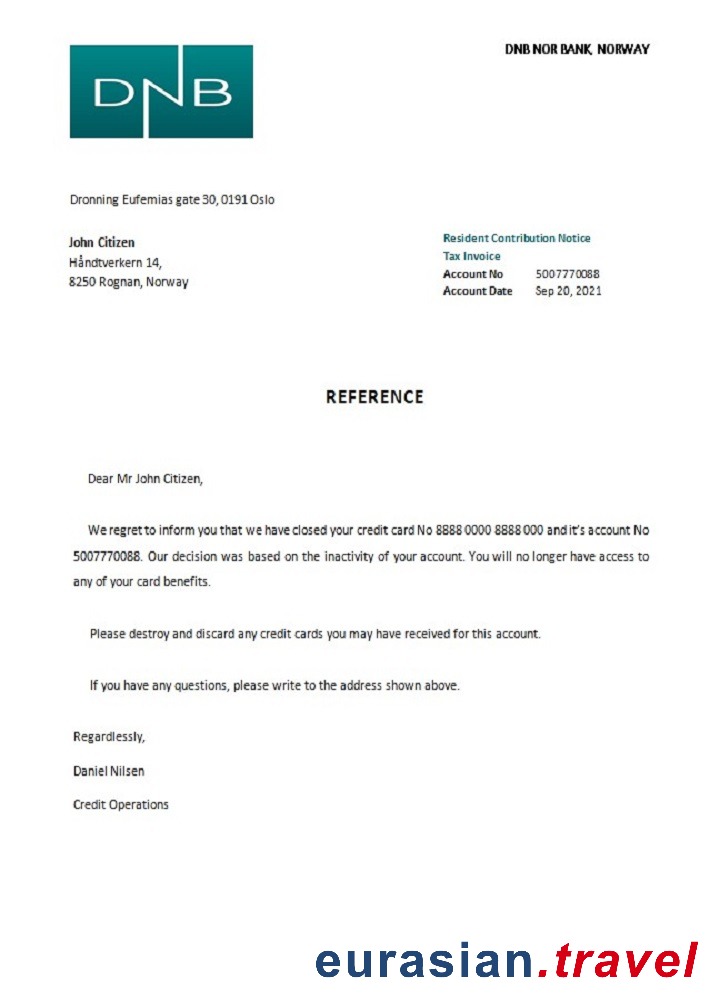 DNB
DNB NOR BANK, NORWAY
Dronning Eufemias gate 30, 0191 Oslo
John Citizen
Håndtverkern 14,
8250 Rognan, Norway
Resident Contribution Notice
Tax Invoice
Account No 5007770088
Account Date Sep 20, 2021
REFERENCE
Dear Mr John Citizen,
We regret to inform you that we have closed your credit card No 8888 0000 8888 000 and it's account No
5007770088. Our decision was based on the inactivity of your account. You will no longer have access to
any of your card benefits.
Please destroy and discard any credit cards you may have received for this account.
If you have any questions, please write to the address shown above.
Regardlessly,
Daniel Nilsen
Credit Operations
eurasian.travel